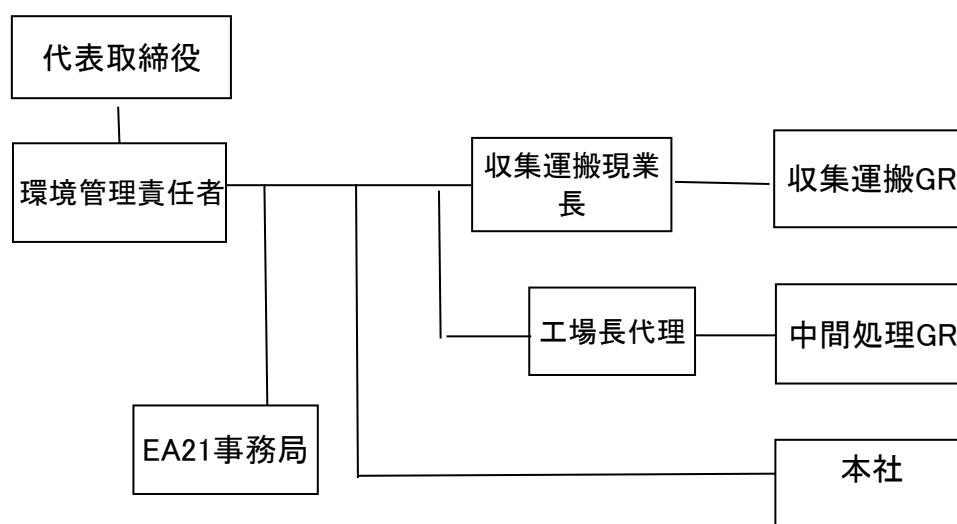 代表取締役
環境管理責任者
収集運搬現業
長
収集運搬GR
工場長代理
中間処理GR
EA21事務局
本社